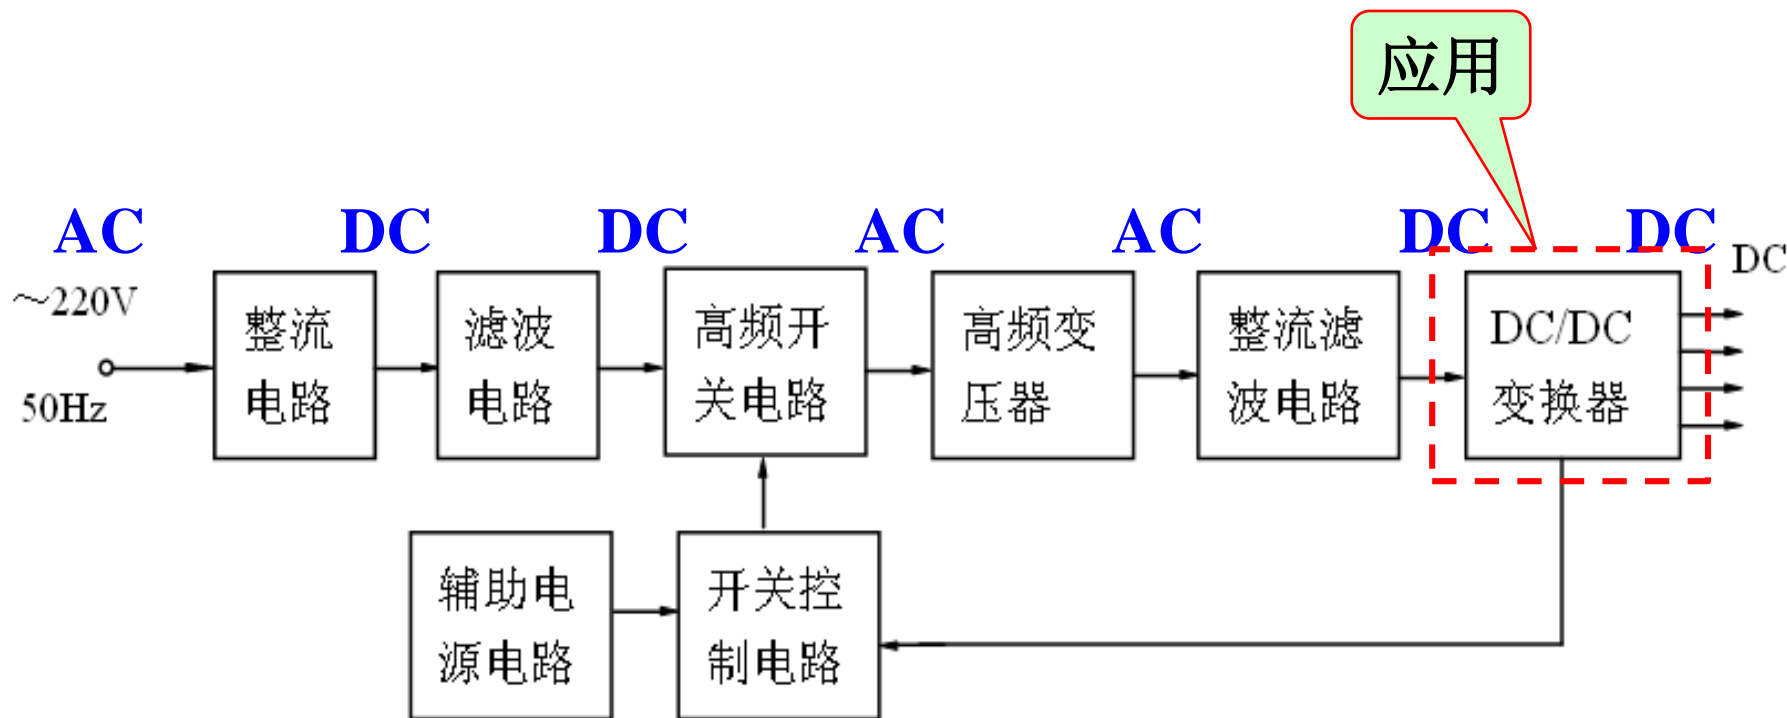 应用
AC
DC
DC
AC
AC
DC
DC
DC
～220V
50Hz
整流
电路
滤波
电路
高频开
关电路
高频变
压器
整流滤
波电路
DC/DC
变换器
辅助电
源电路
开关控
制电路